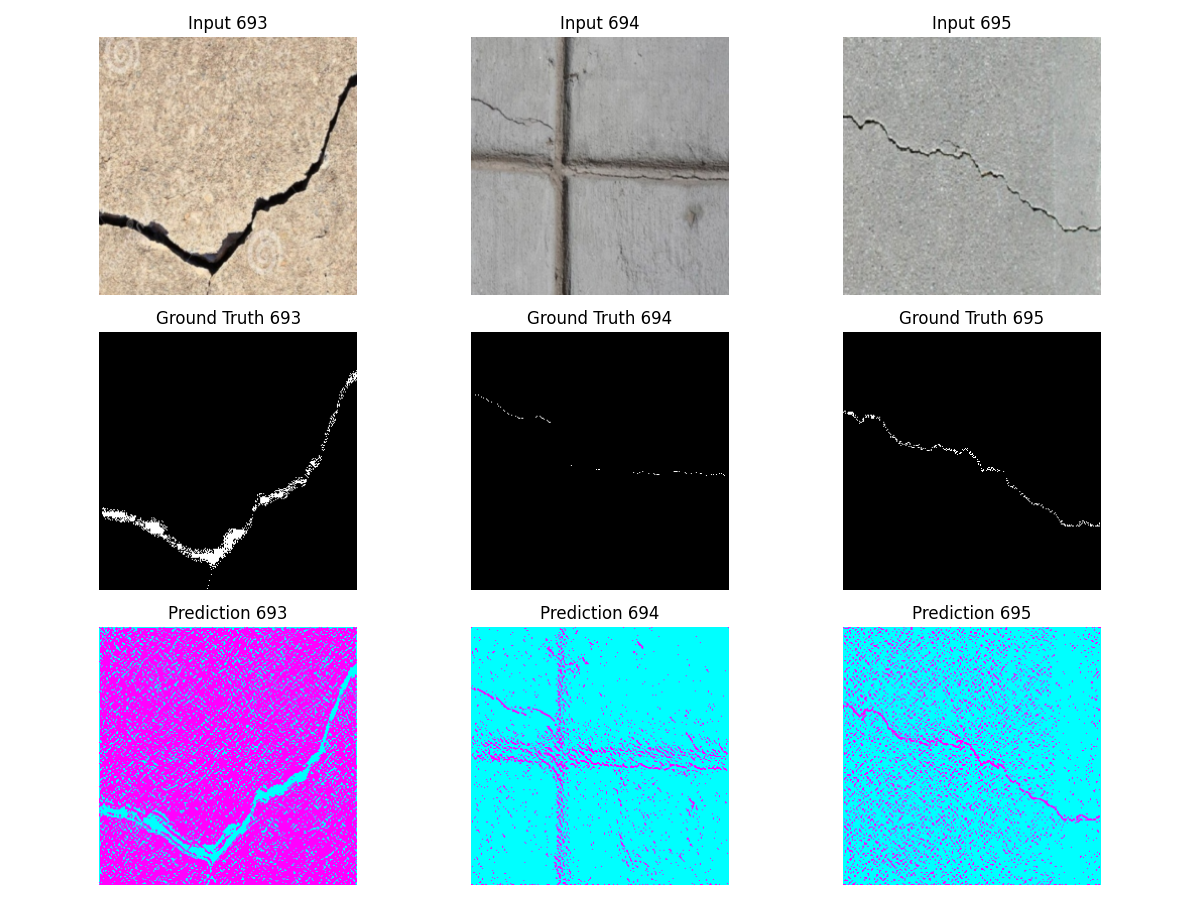 Input 693
Input 694
Input 695
Ground Truth 693
Ground Truth 694
Ground Truth 695
Prediction 693
Prediction 694
Prediction 695